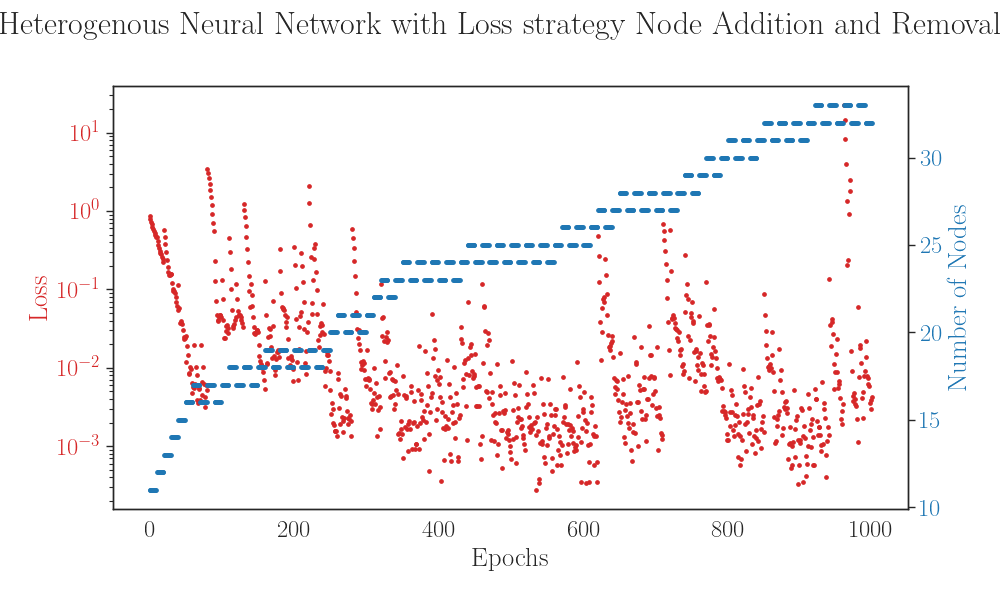 Heterogenous Neural Network with Loss strategy Node Addition and Removal
10^1
10^0
10^-1
10^-2
10^-3
Loss
30
25
20
15
10
Number of Nodes
0 200 400 600 800 1000
Epochs